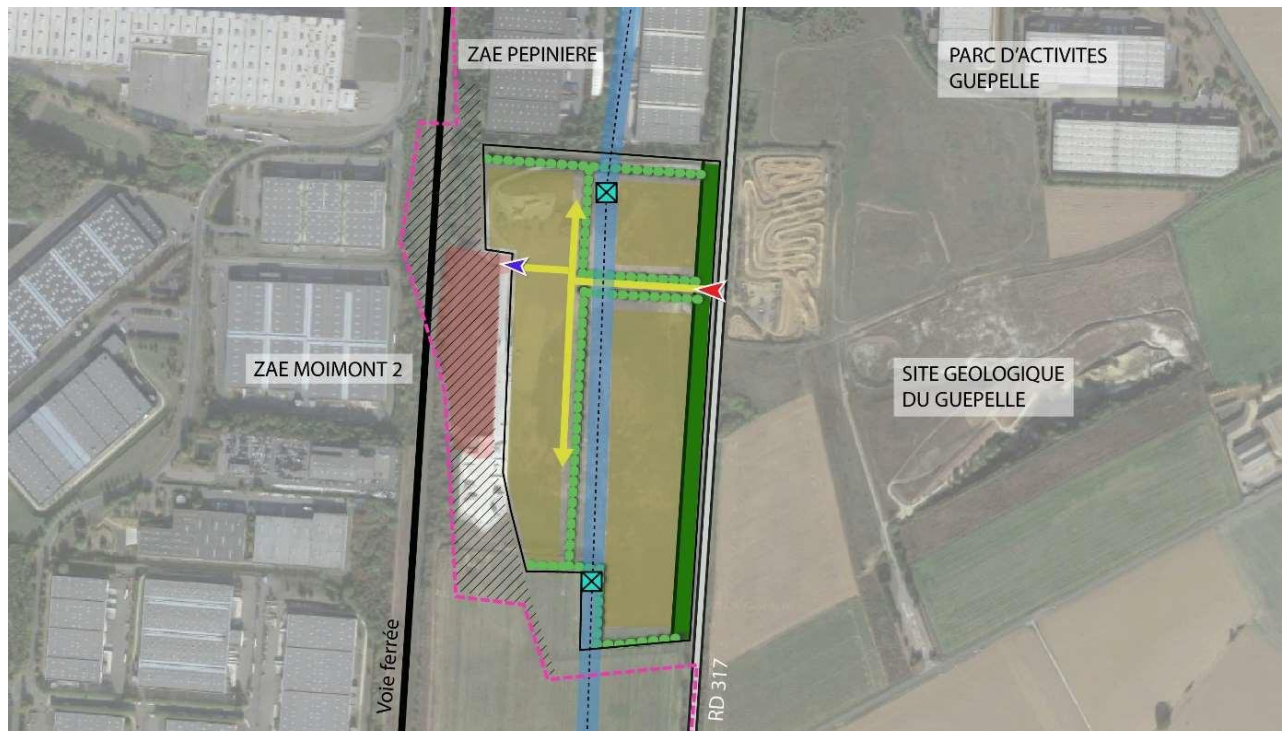 ZAE PEPINIERE
PARC D'ACTIVITES
GUEPELLE
ZAE MOIMONT 2
SITE GEOLOGIQUE
DU GUEPELLE
Voie ferrée
RD 317